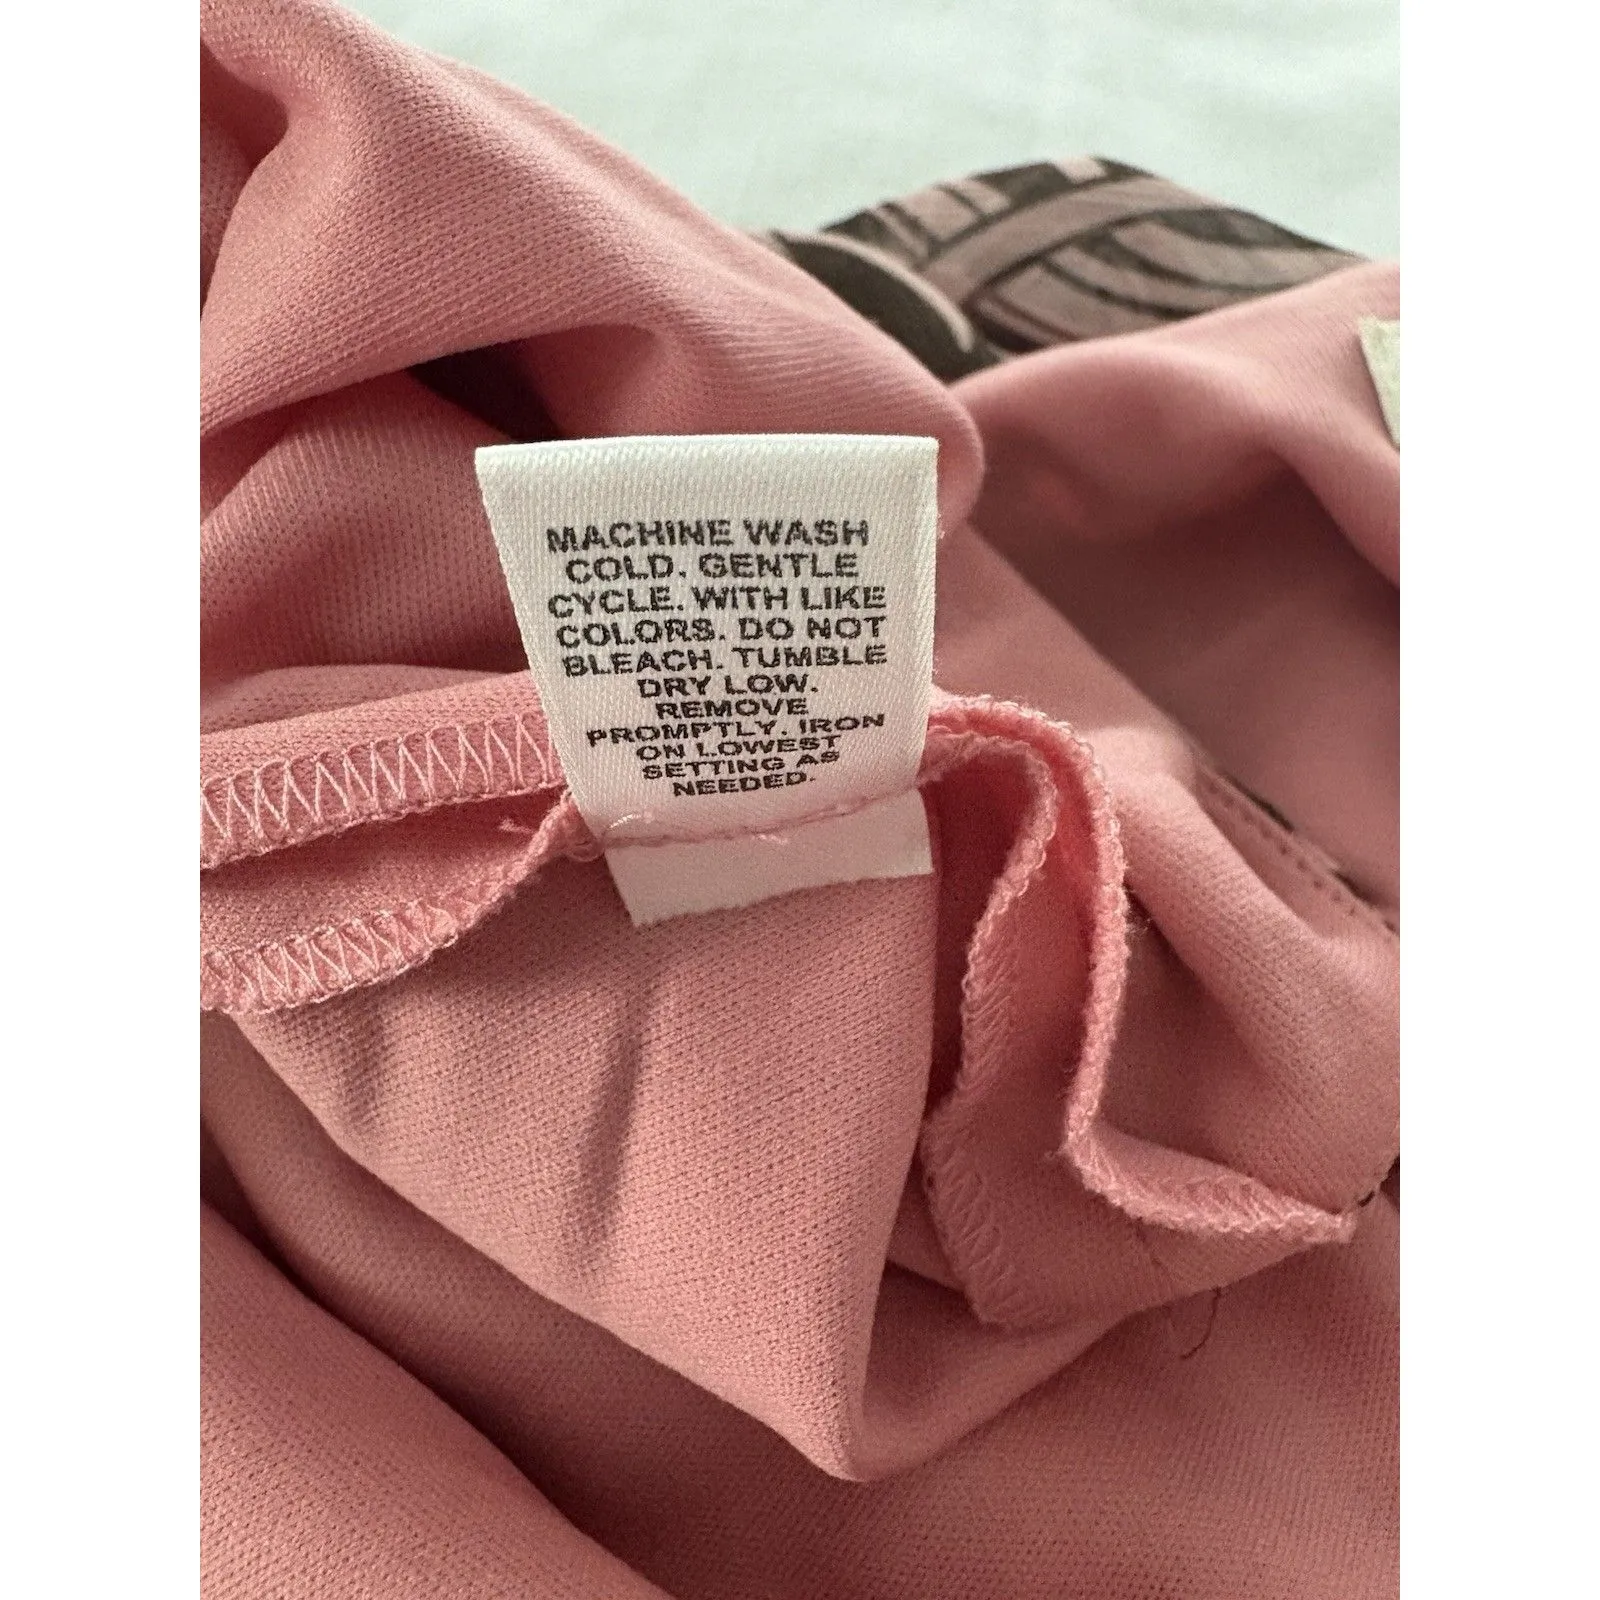 MACHINE WASH
COLD. GENTLE
CYCLE. WITH LIKE
COLORS. DO NOT
BLEACH. TUMBLE
DRY LOW.
REMOVE
PROMPTLY. IRON
ON LOWEST
SETTING AS
NEEDED.